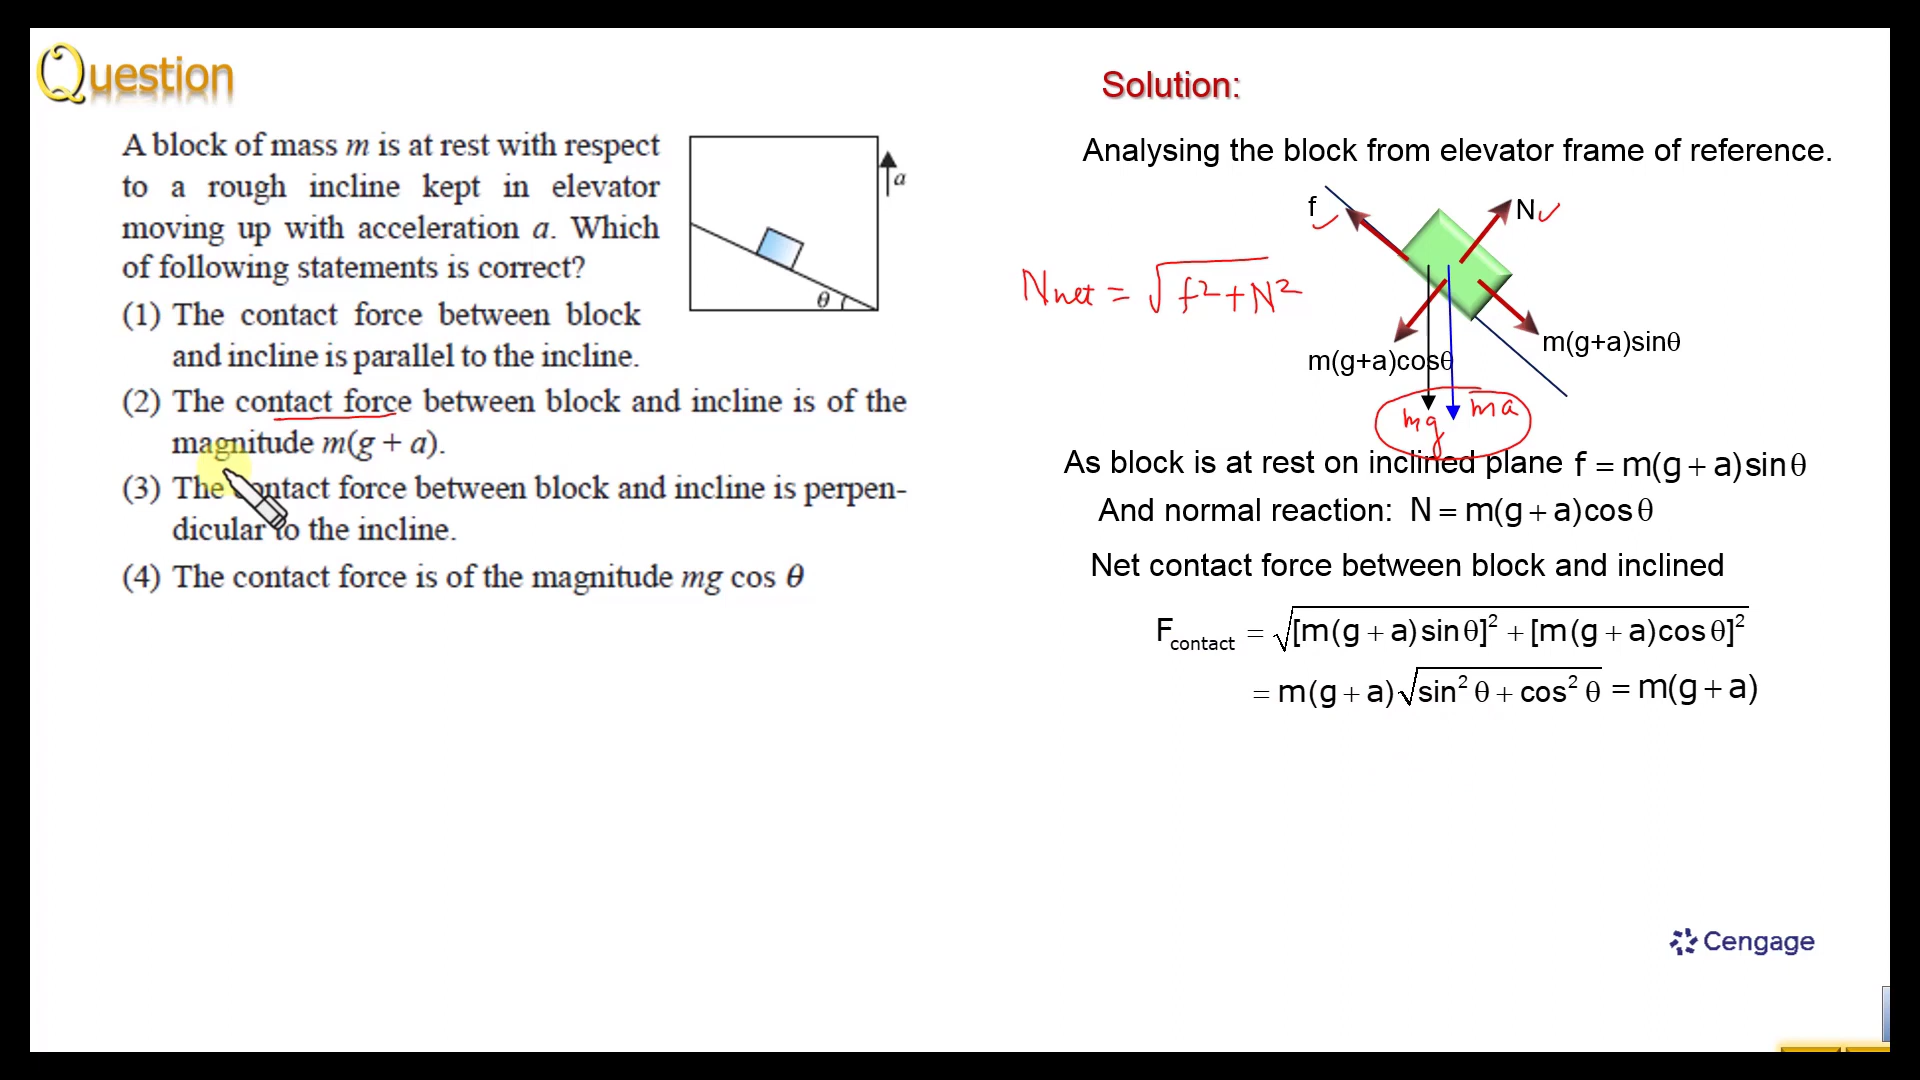 Question
A block of mass m is at rest with respect
to a rough incline kept in elevator
moving up with acceleration a. Which
of following statements is correct?
a
θ
(1) The contact force between block
and incline is parallel to the incline.
(2) The contact force between block and incline is of the
magnitude m(g + a).
(3) The contact force between block and incline is perpen-
dicular to the incline.
(4) The contact force is of the magnitude mg cos θ
Solution:
Analysing the block from elevator frame of reference.
f
N
N_net = √(f² + N²)
m(g+a)cosθ
m(g+a)sinθ
mg
ma
As block is at rest on inclined plane f = m(g + a)sinθ
And normal reaction: N = m(g + a)cosθ
Net contact force between block and inclined
F_contact = √([m(g + a)sinθ]² + [m(g + a)cosθ]²)
= m(g + a)√(sin² θ + cos² θ) = m(g + a)
Cengage